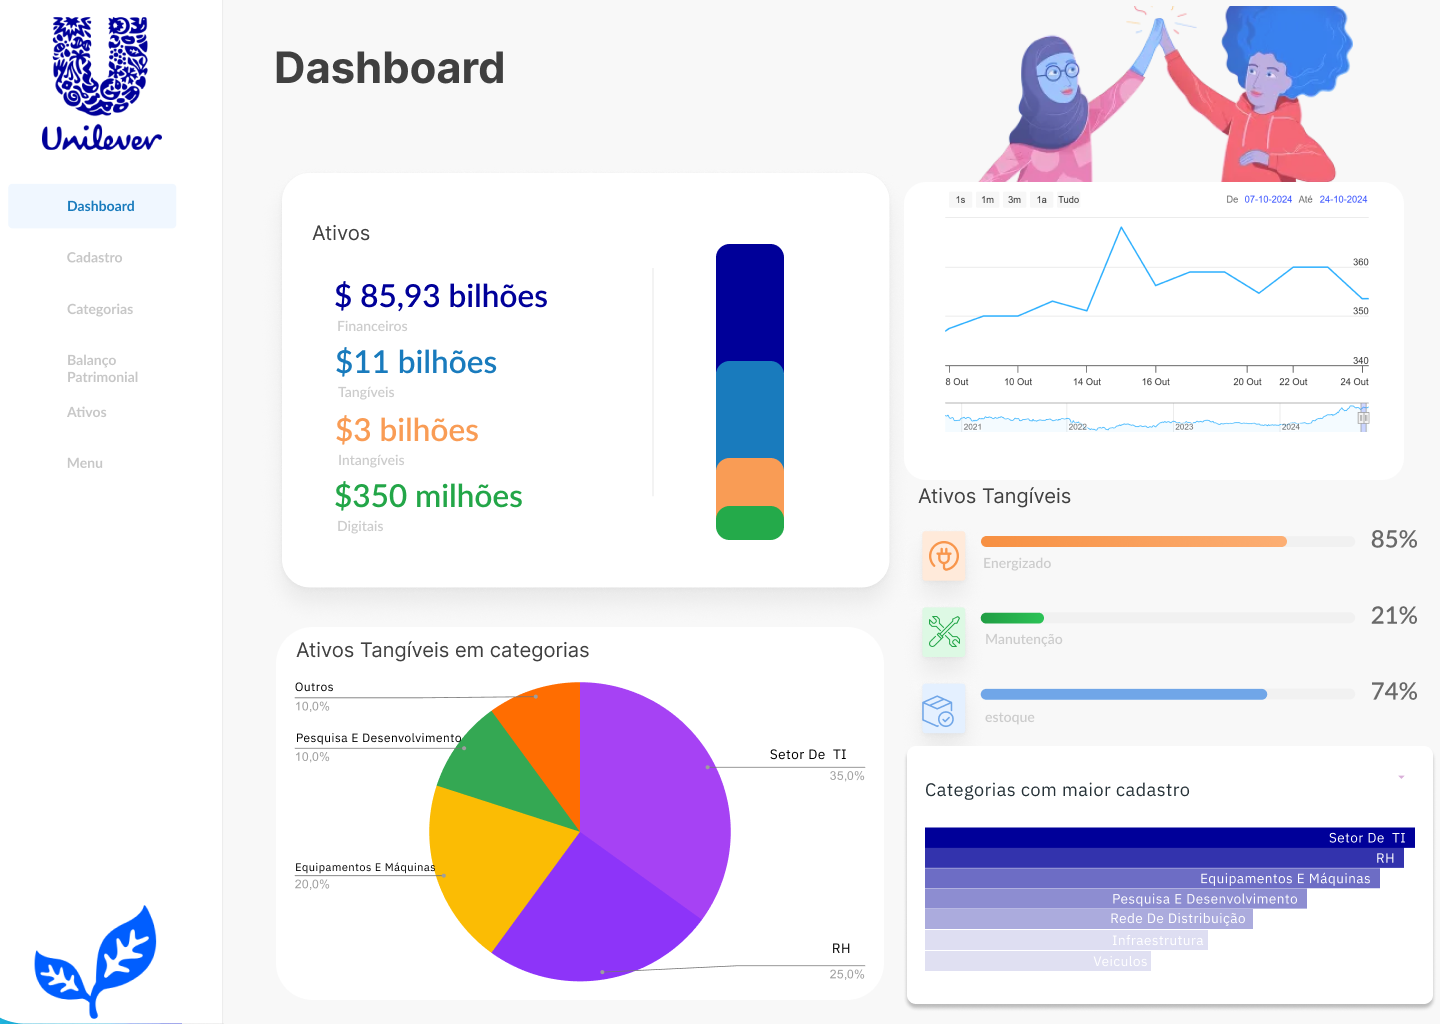 Unilever
Dashboard
Cadastro
Categorias
Balanço
Patrimonial
Ativos
Menu
Dashboard
Ativos
$ 85,93 bilhões
Financeiros
$11 bilhões
Tangíveis
$3 bilhões
Intangíveis
$350 milhões
Digitais
1s 1m 3m 1a Tudo
De 07-10-2024 Até 24-10-2024
360
350
340
8 Out 10 Out 14 Out 16 Out 20 Out 22 Out 24 Out
2021 2022 2023 2024
Ativos Tangíveis
85%
Energizado
21%
Manutenção
74%
estoque
Ativos Tangíveis em categorias
Outros
10,0%
Pesquisa E Desenvolvimento
10,0%
Equipamentos E Máquinas
20,0%
Setor De TI
35,0%
RH
25,0%
Categorias com maior cadastro
Setor De TI
RH
Equipamentos E Máquinas
Pesquisa E Desenvolvimento
Rede De Distribuição
Infraestrutura
Veiculos